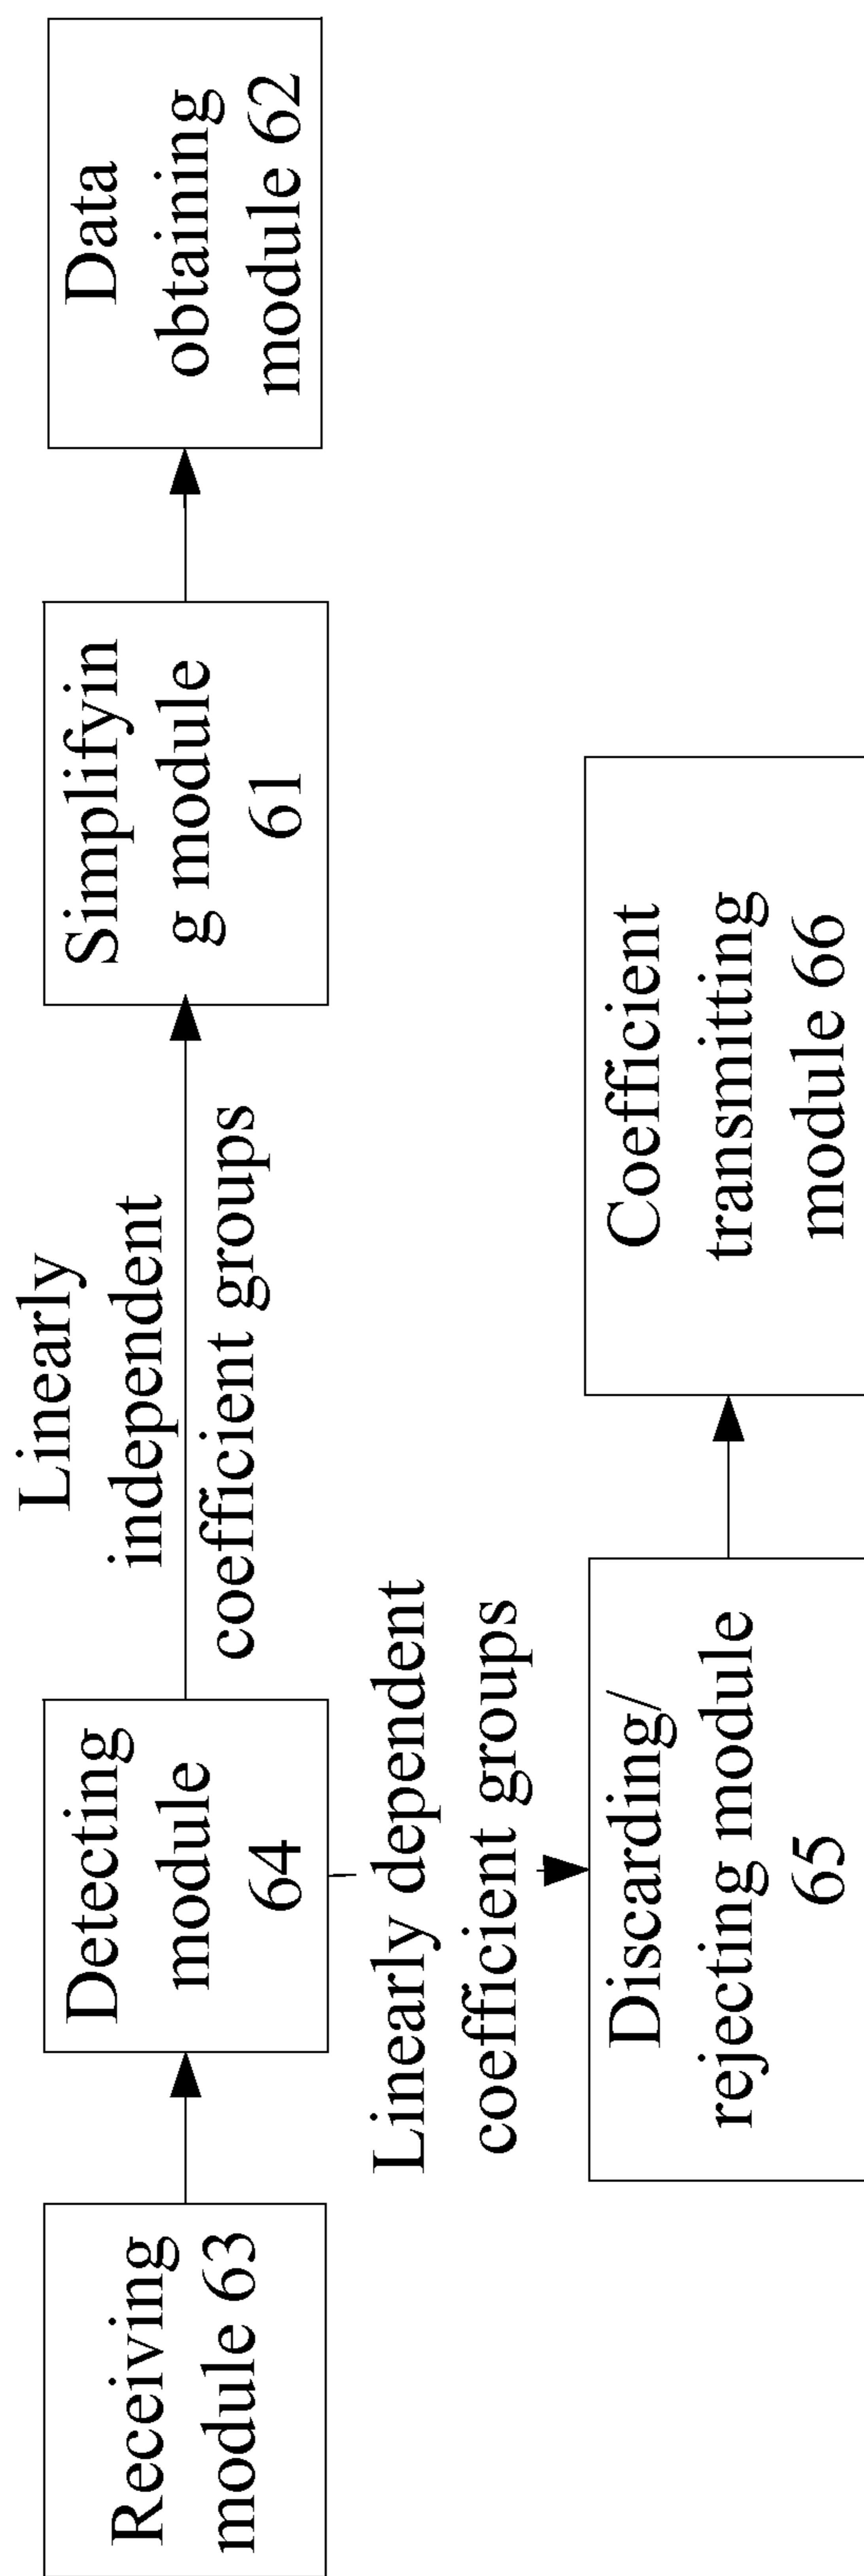 Receiving
module 63
Detecting
module
64
Linearly
independent
coefficient groups
Simplifyin
g module
61
Data
obtaining
module 62
Linearly dependent
coefficient groups
Discarding/
rejecting module
65
Coefficient
transmitting
module 66